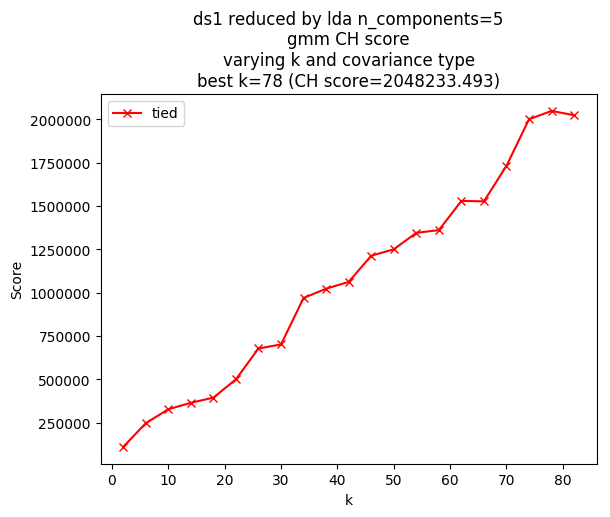 ds1 reduced by lda n_components=5
gmm CH score
varying k and covariance type
best k=78 (CH score=2048233.493)
tied
2000000
1750000
1500000
1250000
1000000
750000
500000
250000
Score
0 10 20 30 40 50 60 70 80
k